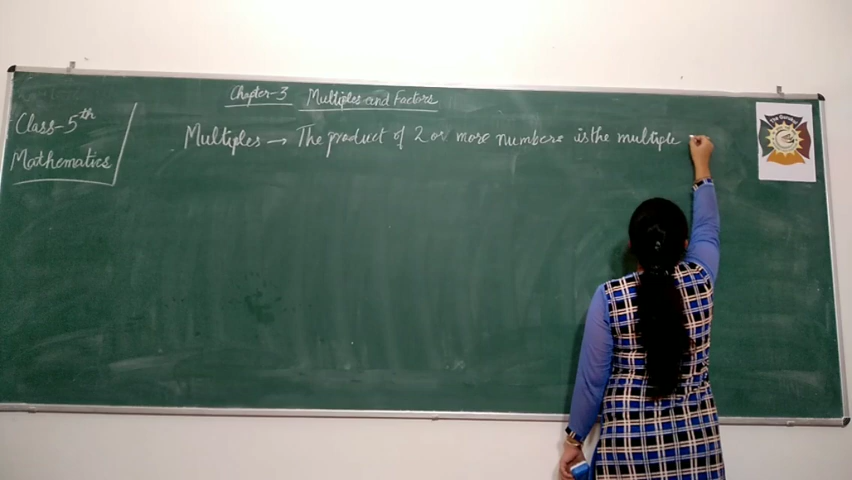 Chapter-3 Multiples and Factors
Class-5th
Mathematics
Multiples → The product of 2 or more numbers is the multiple